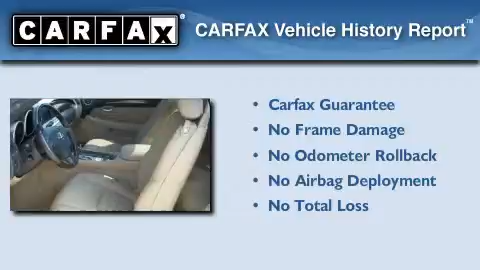 CARFAX® CARFAX Vehicle History Report™
• Carfax Guarantee
• No Frame Damage
• No Odometer Rollback
• No Airbag Deployment
• No Total Loss